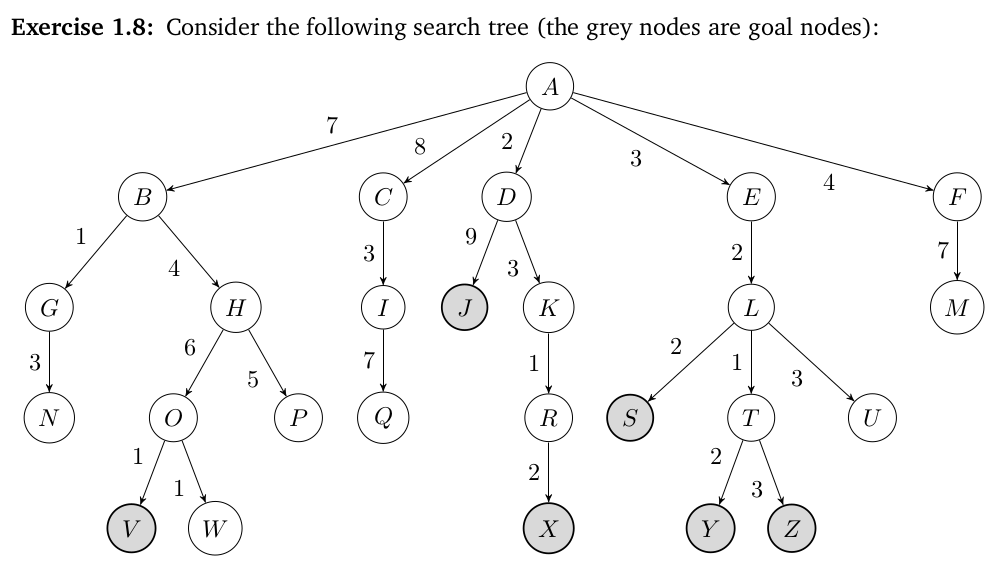 Exercise 1.8: Consider the following search tree (the grey nodes are goal nodes):
A
7 8 2 3 4
B C D E F
1 4 3 9 3 2 7
G H I J K L M
3 6 5 7 1 2 1 3
N O P Q R S T U
1 1 2 2 3
V W X Y Z